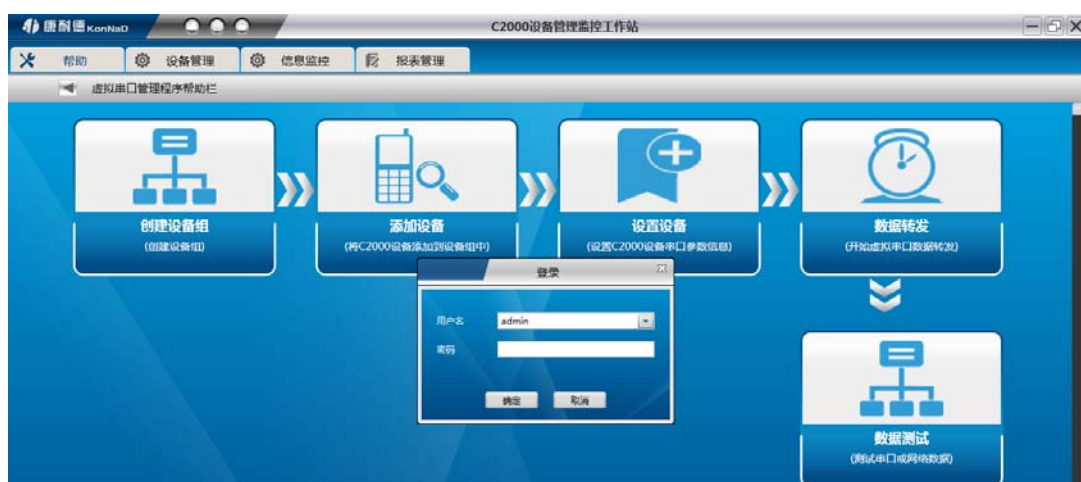 康耐德 KonNaD
C2000设备管理监控工作站
帮助
设备管理
信息监控
报表管理
虚拟串口管理程序帮助栏
创建设备组
(创建设备组)
添加设备
(将C2000设备添加到设备组中)
设置设备
(设置C2000设备串口参数信息)
数据转发
(开始虚拟串口数据转发)
登录
用户名
admin
密码
确定
取消
数据测试
(测试串口或网络数据)